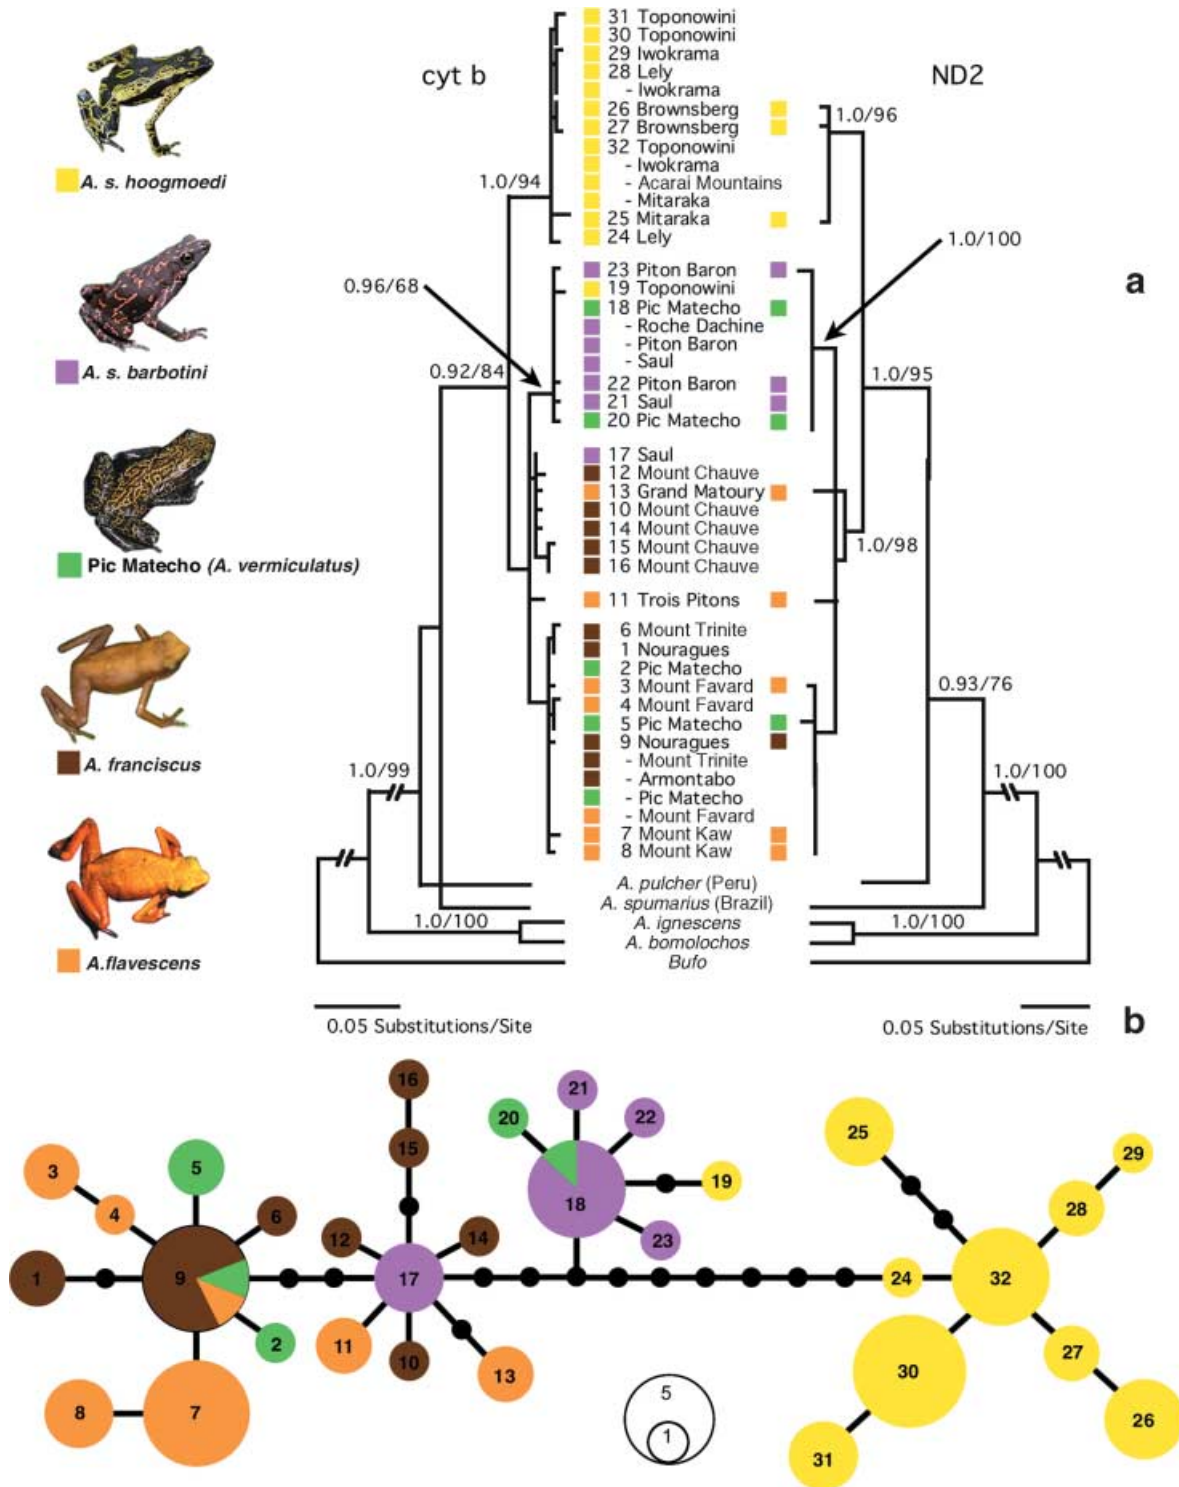 cyt b
ND2
a
A. s. hoogmoedi
A. s. barbotini
Pic Matecho (A. vermiculatus)
A. franciscus
A.flavescens
31 Toponowini
30 Toponowini
29 Iwokrama
28 Lely
- Iwokrama
26 Brownsberg
27 Brownsberg
32 Toponowini
- Iwokrama
- Acarai Mountains
- Mitaraka
25 Mitaraka
24 Lely
23 Piton Baron
19 Toponowini
18 Pic Matecho
- Roche Dachine
- Piton Baron
- Saul
22 Piton Baron
21 Saul
20 Pic Matecho
17 Saul
12 Mount Chauve
13 Grand Matoury
10 Mount Chauve
14 Mount Chauve
15 Mount Chauve
16 Mount Chauve
11 Trois Pitons
6 Mount Trinite
1 Nouragues
2 Pic Matecho
3 Mount Favard
4 Mount Favard
5 Pic Matecho
9 Nouragues
- Mount Trinite
- Armontabo
- Pic Matecho
- Mount Favard
7 Mount Kaw
8 Mount Kaw
A. pulcher (Peru)
A. spumarius (Brazil)
A. ignescens
A. bomolochos
Bufo
1.0/94
0.96/68
0.92/84
1.0/99
1.0/100
1.0/96
1.0/100
1.0/95
1.0/98
0.93/76
1.0/100
1.0/100
0.05 Substitutions/Site
0.05 Substitutions/Site
b
16
21
20
22
25
29
3
5
15
19
28
4
6
18
12
14
23
1
9
17
24
32
2
11
10
13
27
30
8
7
5
1
26
31